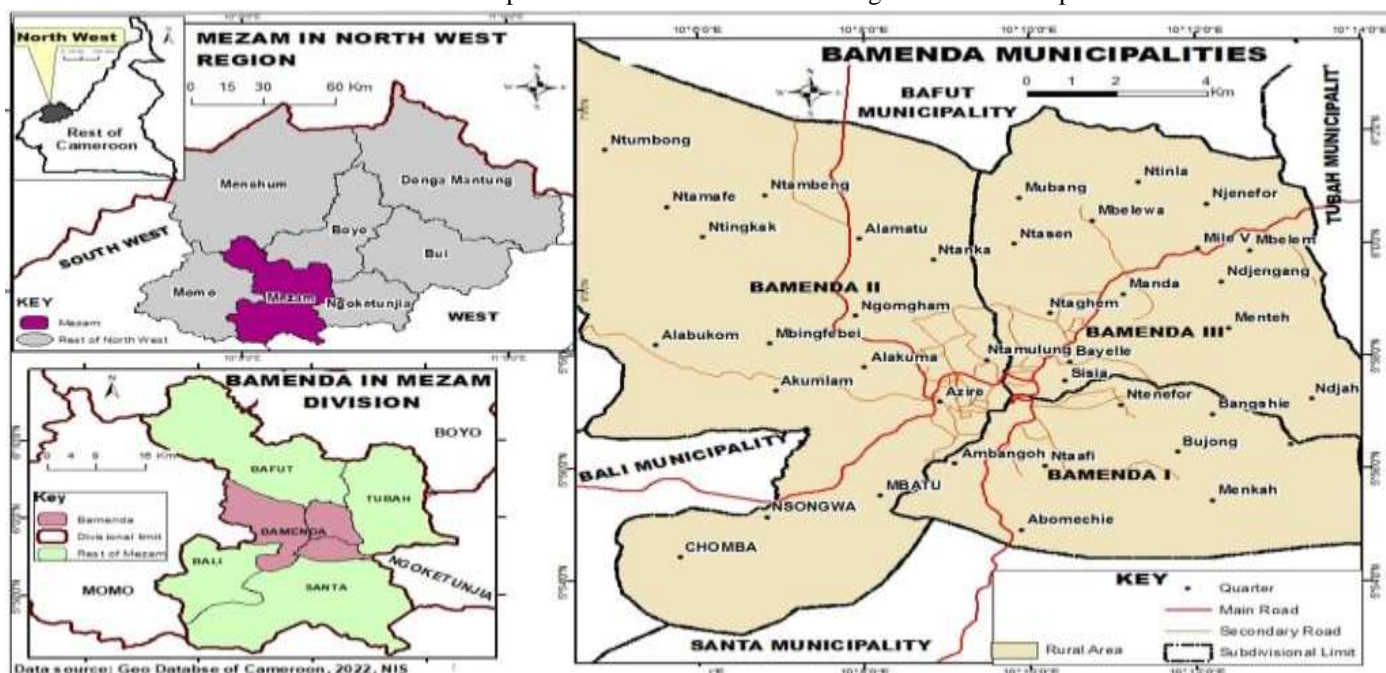 North West
Rest of
Cameroon
MEZAM IN NORTH WEST
REGION
0 15 30 60 Km
Menchum
Donga Mantung
Boyo
Bui
SOUTH WEST
Momo
Mezam
Ngoketunjia
WEST
KEY
Mezam
Rest of North West
BAMENDA IN MEZAM
DIVISION
N
BOYO
0 4 8 16 Km
BAFUT
TUBAH
Key
Bamenda
Divisional limit
Rest of Mezam
BAMENDA
BALI
NGOKETUNJIA
MOMO
SANTA
Data source: Geo Databse of Cameroon, 2022, NIS
BAMENDA MUNICIPALITIES
0 1 2 4
Km
BAFUT
MUNICIPALITY
TUBAH MUNICIPALIT
Ntumbong
Ntinla
Ntambeng
Mubang
Njenefor
Ntamafe
Mbelewa
Ntingkak
Alamatu
Ntasen
Mile V
Mbelem
Ntanka
Ndjengang
BAMENDA II
Manda
Ngomgham
Ntaghem
BAMENDA III
Menteh
Alabukom
Mbingfebei
Alakuma
Ntamulung
Bayelle
Sisia
Akumlam
Azire
Ntenefor
Bangshie
Ndjah
BALI MUNICIPALITY
Ambangoh
Ntaafi
Bujong
BAMENDA I
MBATU
Menkah
NSONGWA
Abomechie
CHOMBA
SANTA MUNICIPALITY
KEY
Quarter
Main Road
Secondary Road
Rural Area
Subdivisional Limit